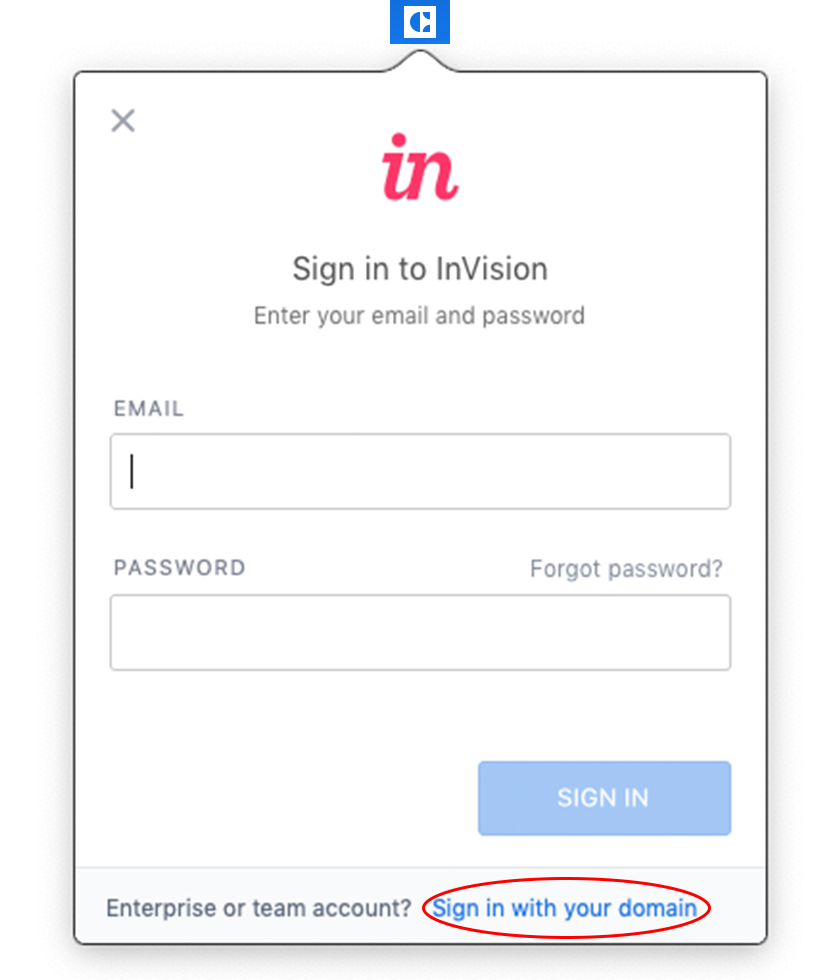 in
Sign in to InVision
Enter your email and password
EMAIL
PASSWORD Forgot password?
SIGN IN
Enterprise or team account? Sign in with your domain